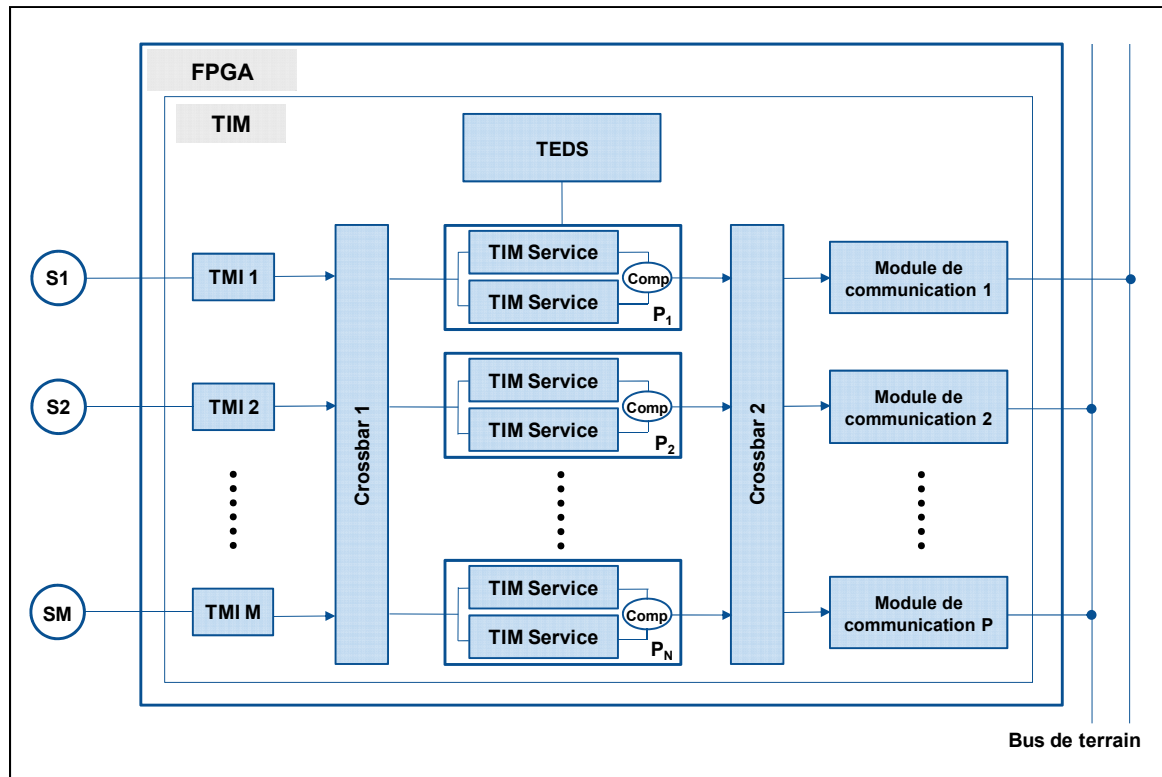 FPGA
TIM
TEDS
S1
TMI 1
Crossbar 1
TIM Service
TIM Service
Comp
P1
Crossbar 2
Module de
communication 1
S2
TMI 2
TIM Service
TIM Service
Comp
P2
Module de
communication 2
SM
TMI M
TIM Service
TIM Service
Comp
PN
Module de
communication P
Bus de terrain